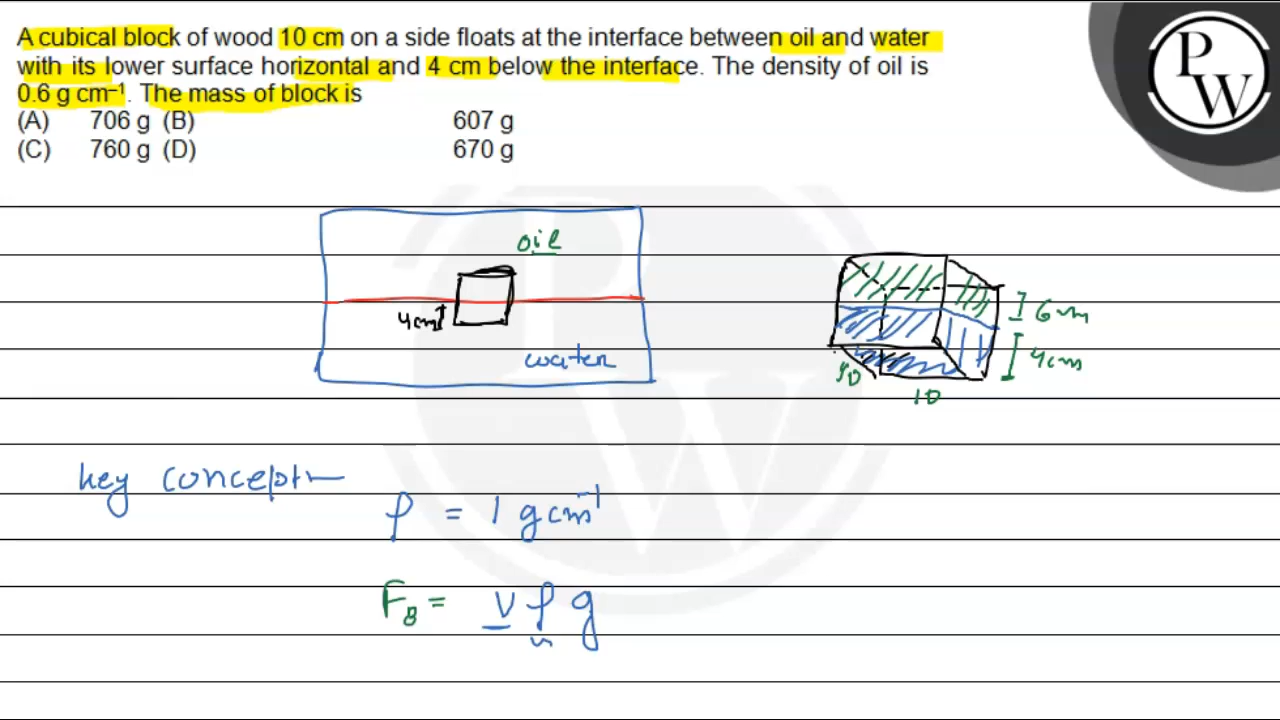 A cubical block of wood 10 cm on a side floats at the interface between oil and water
with its lower surface horizontal and 4 cm below the interface. The density of oil is
0.6 g cm⁻¹. The mass of block is
(A) 706 g (B) 607 g
(C) 760 g (D) 670 g
P
W
oil
4cm
water
6m
4cm
10
10
key concept
ρ = 1 g cm⁻¹
F_B = V ρ g